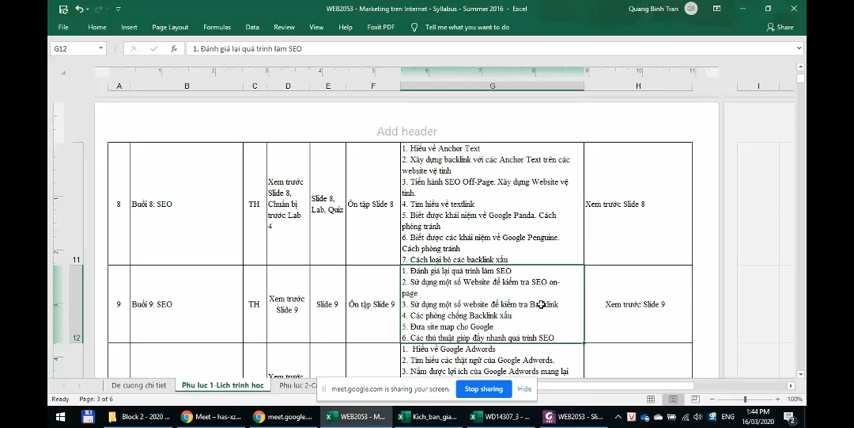 WEB2053 - Marketing tren Internet - Syllabus - Summer 2016 - Excel
Quang Binh Tran
QB
File Home Insert Page Layout Formulas Data Review View Foxit PDF Tell me what you want to do Share
G12
fx
1. Đánh giá lại quá trình làm SEO
A B C D E F G H I J
Add header
8
Buổi 8: SEO
TH
Xem trước
Slide 8,
Chuẩn bị
trước Lab
4
Slide 8,
Lab, Quiz
Ôn tập Slide 8
1. Hiểu về Anchor Text
2. Xây dựng backlink với các Anchor Text trên các
website vệ tinh
3. Tiến hành SEO Off-Page: Xây dựng Website vệ
tinh.
4. Tìm hiểu về textlink
5. Biết được khái niệm về Google Panda. Cách
phòng tránh
6. Biết được các khái niệm về Google Penguine.
Cách phòng tránh
7. Cách loại bỏ các backlink xấu
Xem trước Slide 8
11
9
Buổi 9: SEO
TH
Xem trước
Slide 9
Slide 9
Ôn tập Slide 9
1. Đánh giá lại quá trình làm SEO
2. Sử dụng một số Website để kiểm tra SEO on-
page
3. Sử dụng một số website để kiểm tra Backlink
4. Các phòng chống Backlink xấu
5. Đưa site map cho Google
6. Các thủ thuật giúp đẩy nhanh quá trình SEO
Xem trước Slide 9
12
Xem trước
1. Hiểu về Google Adwords
2. Tìm hiểu các thật ngữ của Google Adwords.
3. Nắm được lợi ích của Google Adwords mang lại
De cuong chi tiet
Phu luc 1-Lich trinh hoc
Phu luc 2-C
meet.google.com is sharing your screen.
Stop sharing
Hide
Ready Page: 3 of 6
100%
Block 2 - 2020
Meet – has-xz...
meet.google...
WEB2053 - M...
Kich_ban_gia...
WD14307_3 - ...
WEB2053 - Sli...
ENG
1:44 PM
16/03/2020
2